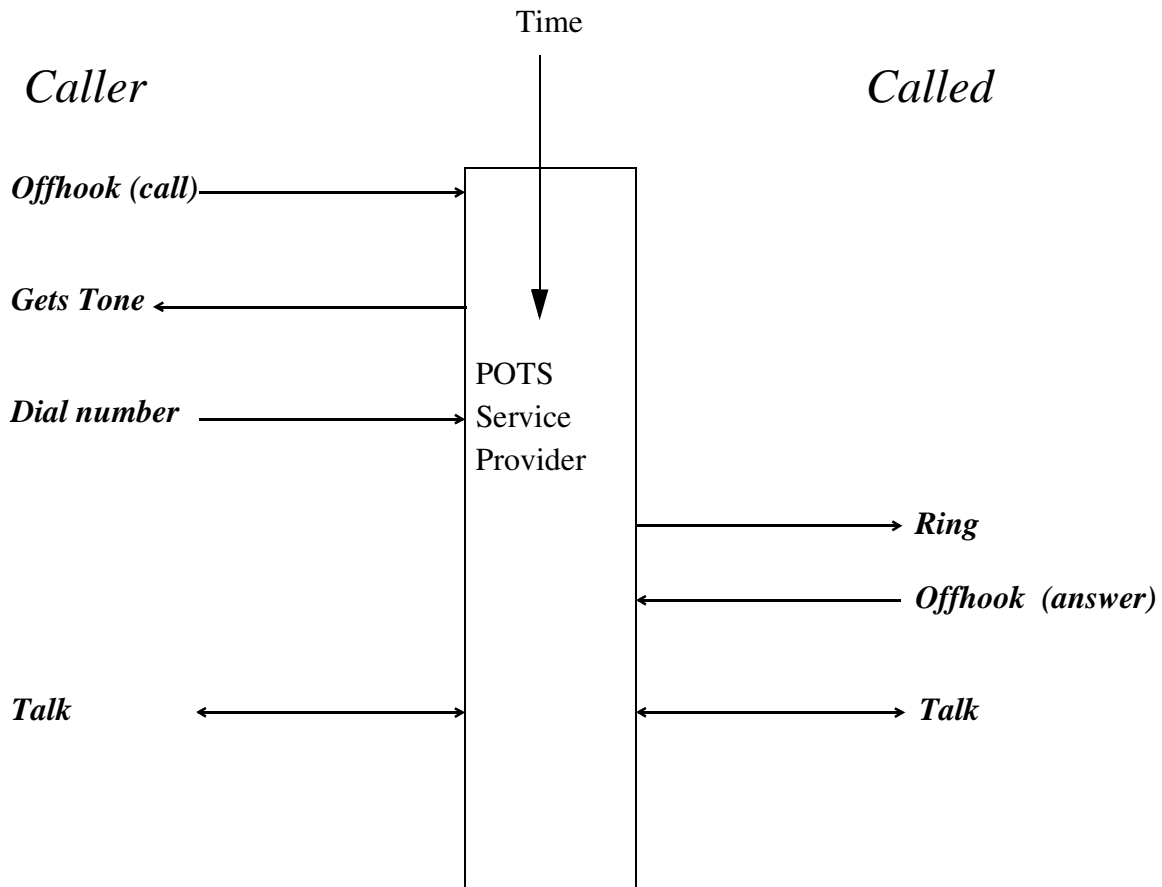 Time
Caller
Called
Offhook (call)
Gets Tone
POTS
Service
Provider
Dial number
Ring
Offhook (answer)
Talk
Talk